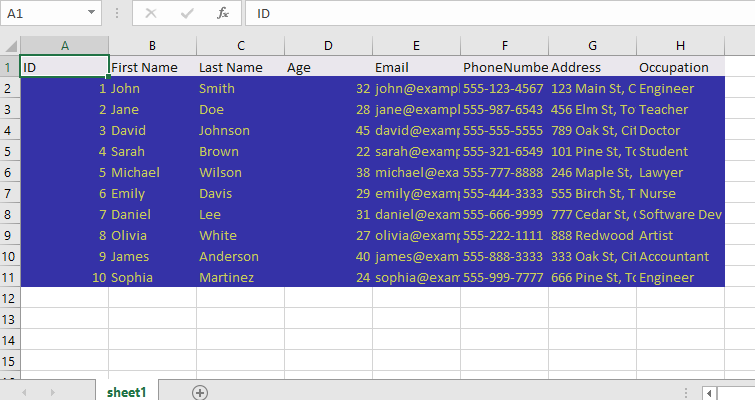 A1 fx ID
A B C D E F G H
1 ID First Name Last Name Age Email PhoneNumbe Address Occupation
2 1 John Smith 32 john@exampl 555-123-4567 123 Main St, C Engineer
3 2 Jane Doe 28 jane@exampl 555-987-6543 456 Elm St, To Teacher
4 3 David Johnson 45 david@examp 555-555-5555 789 Oak St, Cit Doctor
5 4 Sarah Brown 22 sarah@examp 555-321-6549 101 Pine St, To Student
6 5 Michael Wilson 38 michael@exa 555-777-8888 246 Maple St, Lawyer
7 6 Emily Davis 29 emily@examp 555-444-3333 555 Birch St, T Nurse
8 7 Daniel Lee 31 daniel@exam 555-666-9999 777 Cedar St, Software Dev
9 8 Olivia White 27 olivia@examp 555-222-1111 888 Redwood Artist
10 9 James Anderson 40 james@exam 555-888-3333 333 Oak St, Cit Accountant
11 10 Sophia Martinez 24 sophia@exam 555-999-7777 666 Pine St, To Engineer
12
13
14
15
sheet1